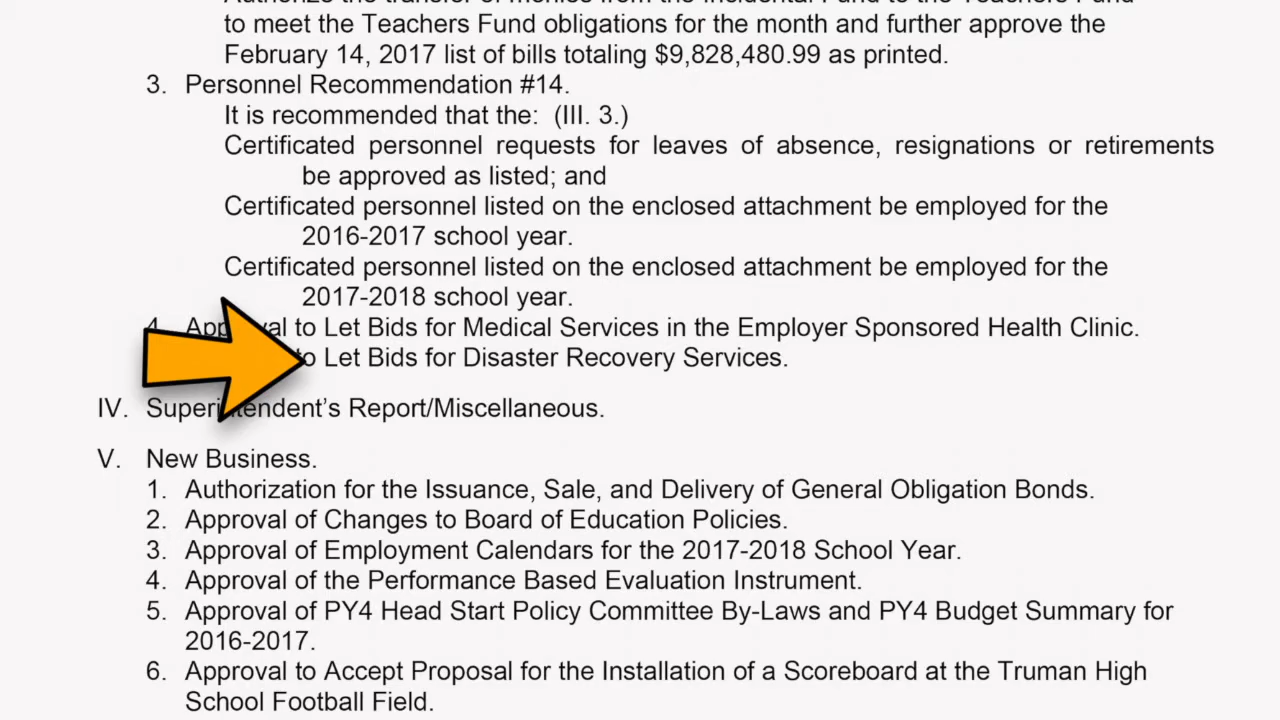 to meet the Teachers Fund obligations for the month and further approve the
February 14, 2017 list of bills totaling $9,828,480.99 as printed.
3. Personnel Recommendation #14.
It is recommended that the: (III. 3.)
Certificated personnel requests for leaves of absence, resignations or retirements
be approved as listed; and
Certificated personnel listed on the enclosed attachment be employed for the
2016-2017 school year.
Certificated personnel listed on the enclosed attachment be employed for the
2017-2018 school year.
4. Approval to Let Bids for Medical Services in the Employer Sponsored Health Clinic.
to Let Bids for Disaster Recovery Services.
IV. Superintendent's Report/Miscellaneous.
V. New Business.
1. Authorization for the Issuance, Sale, and Delivery of General Obligation Bonds.
2. Approval of Changes to Board of Education Policies.
3. Approval of Employment Calendars for the 2017-2018 School Year.
4. Approval of the Performance Based Evaluation Instrument.
5. Approval of PY4 Head Start Policy Committee By-Laws and PY4 Budget Summary for
2016-2017.
6. Approval to Accept Proposal for the Installation of a Scoreboard at the Truman High
School Football Field.